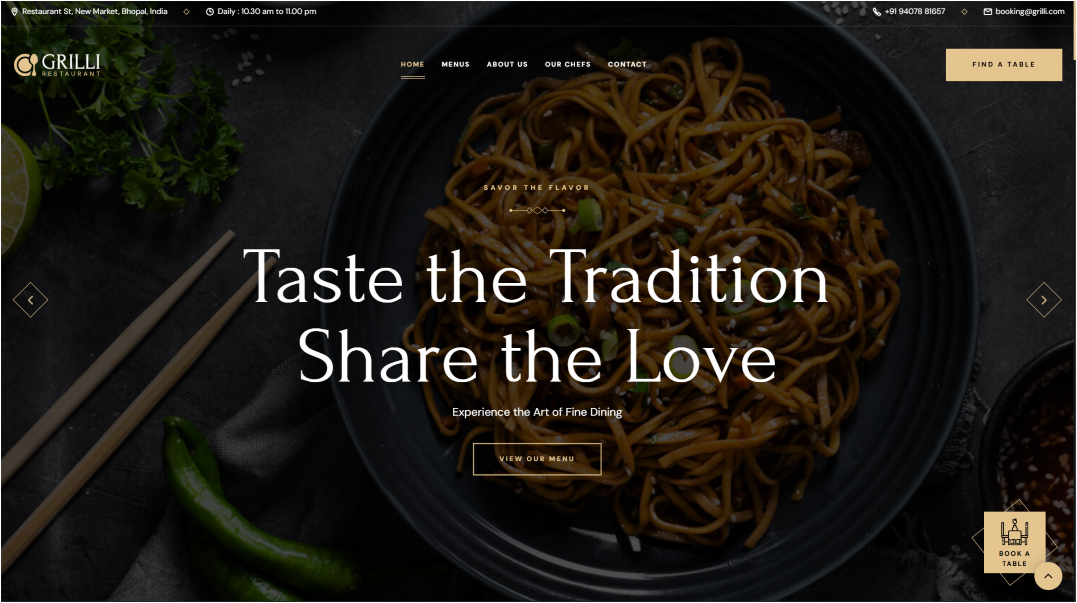 Restaurant St, New Market, Bhopal, India
Daily : 10.30 am to 11.00 pm
+91 94078 81657
booking@grilli.com
GRILLI
RESTAURANT
HOME
MENUS
ABOUT US
OUR CHEFS
CONTACT
FIND A TABLE
SAVOR THE FLAVOR
Taste the Tradition
Share the Love
Experience the Art of Fine Dining
VIEW OUR MENU
BOOK A
TABLE